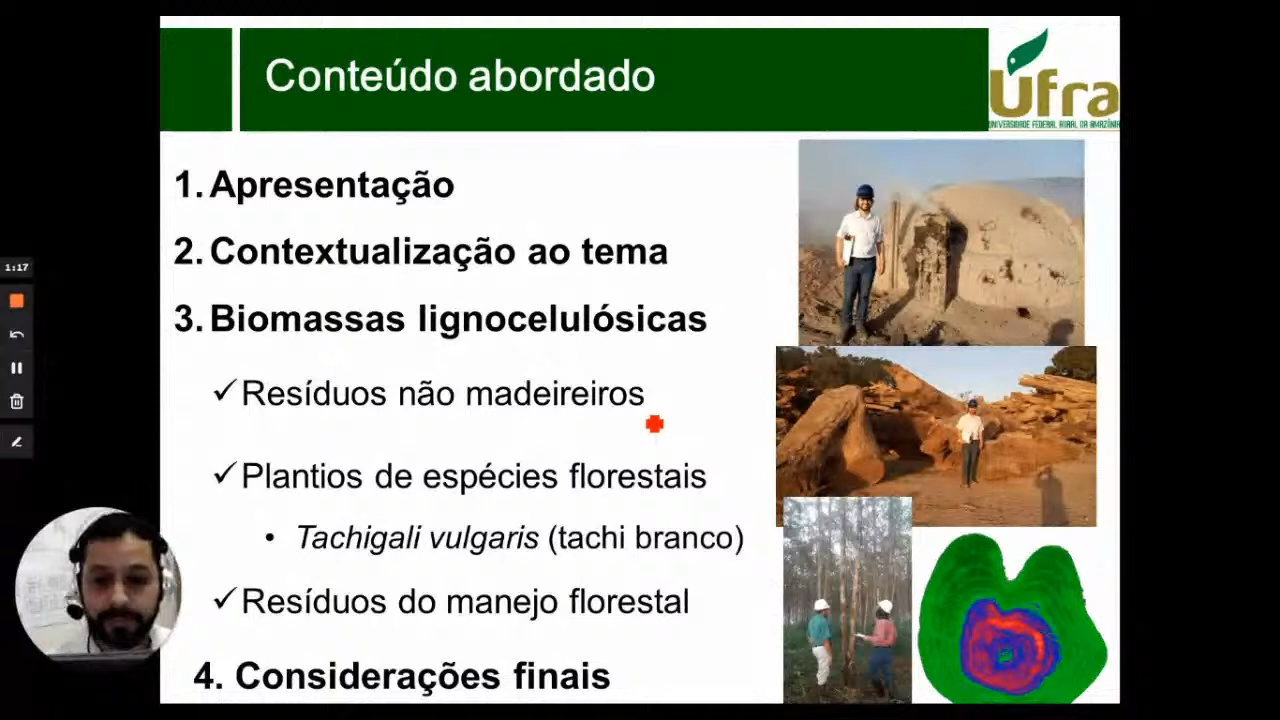 Conteúdo abordado
Ufra
UNIVERSIDADE FEDERAL RURAL DA AMAZÔNIA
1. Apresentação
2. Contextualização ao tema
3. Biomassas lignocelulósicas
✓ Resíduos não madeireiros
✓ Plantios de espécies florestais
• Tachigali vulgaris (tachi branco)
✓ Resíduos do manejo florestal
4. Considerações finais
1:17